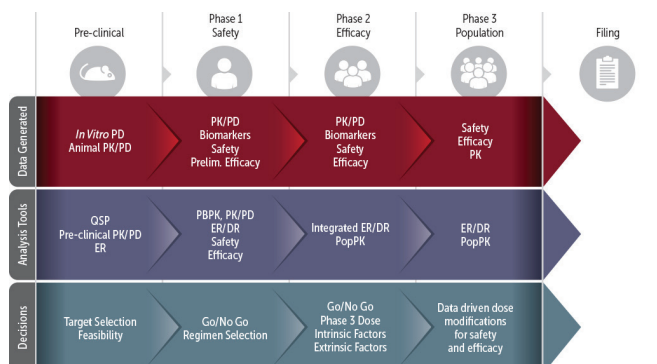 Pre-clinical
Phase 1
Safety
Phase 2
Efficacy
Phase 3
Population
Filing
Data Generated
In Vitro PD
Animal PK/PD
PK/PD
Biomarkers
Safety
Prelim. Efficacy
PK/PD
Biomarkers
Safety
Efficacy
Safety
Efficacy
PK
Analysis Tools
QSP
Pre-clinical PK/PD
ER
PBPK, PK/PD
ER/DR
Safety
Efficacy
Integrated ER/DR
PopPK
ER/DR
PopPK
Decisions
Target Selection
Feasibility
Go/No Go
Regimen Selection
Go/No Go
Phase 3 Dose
Intrinsic Factors
Extrinsic Factors
Data driven dose
modifications
for safety
and efficacy